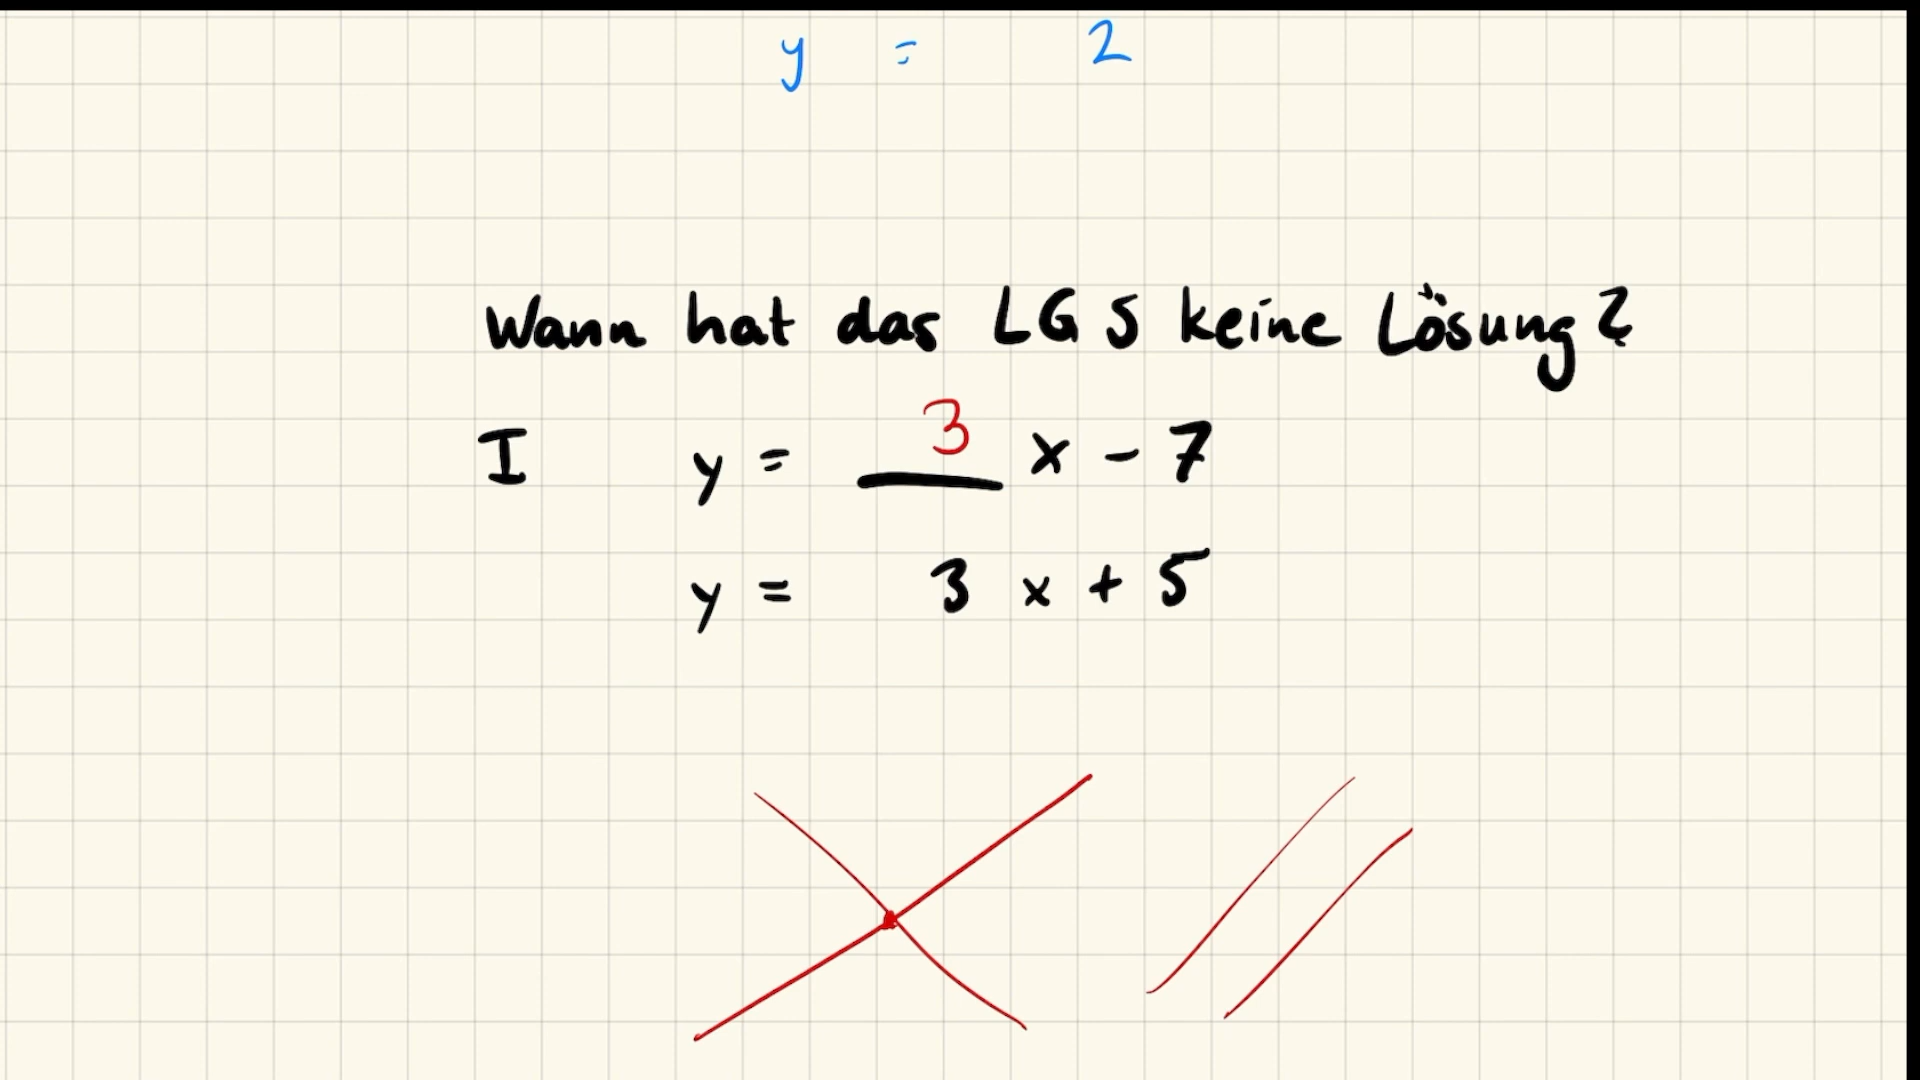 y = 2
Wann hat das LGS keine Lösung?
I y = 3 x - 7
y = 3 x + 5